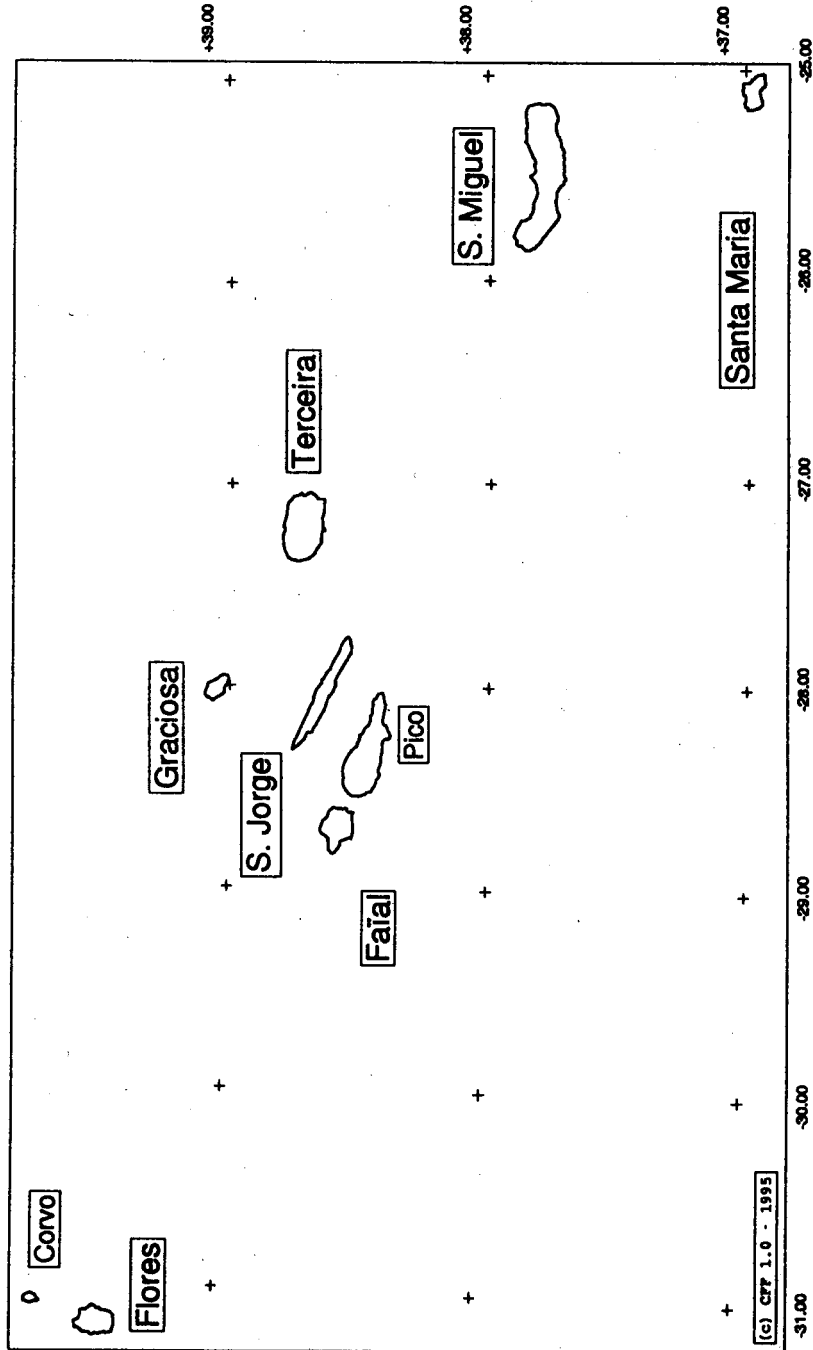 Corvo
Flores
Graciosa
S. Jorge
Faïal
Pico
Terceira
S. Miguel
Santa Maria
+39.00
+38.00
+37.00
-31.00
-30.00
-29.00
-28.00
-27.00
-26.00
-25.00
(c) CFF 1.0 - 1995